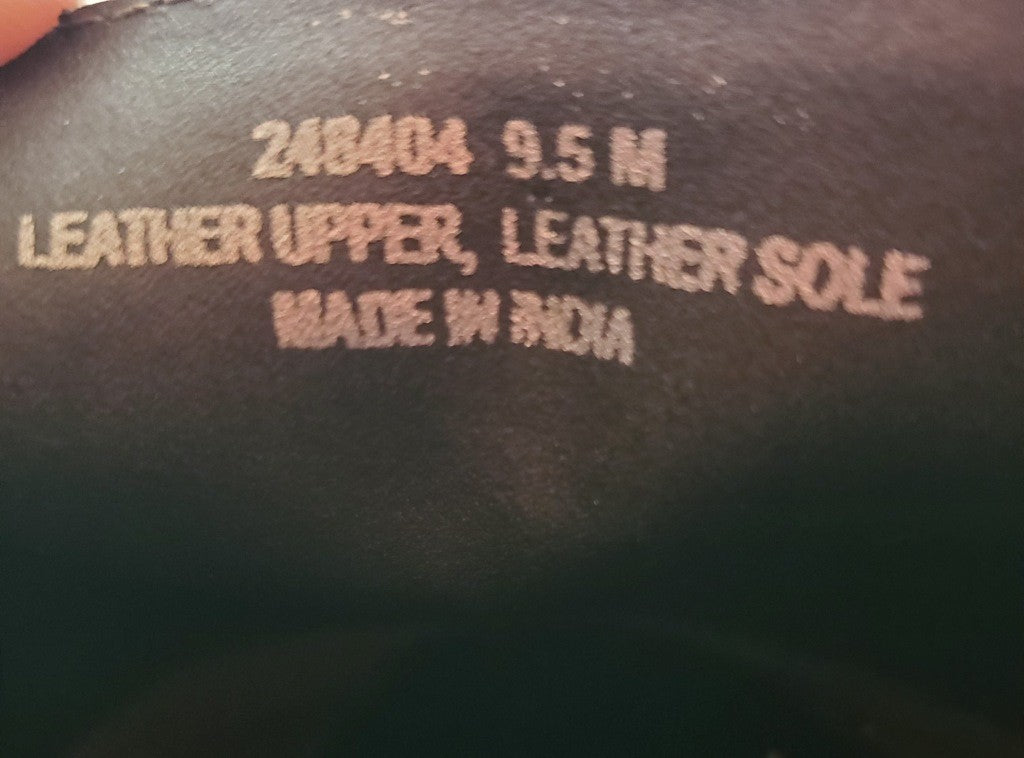 248404 9.5 M
LEATHER UPPER, LEATHER SOLE
MADE IN INDIA